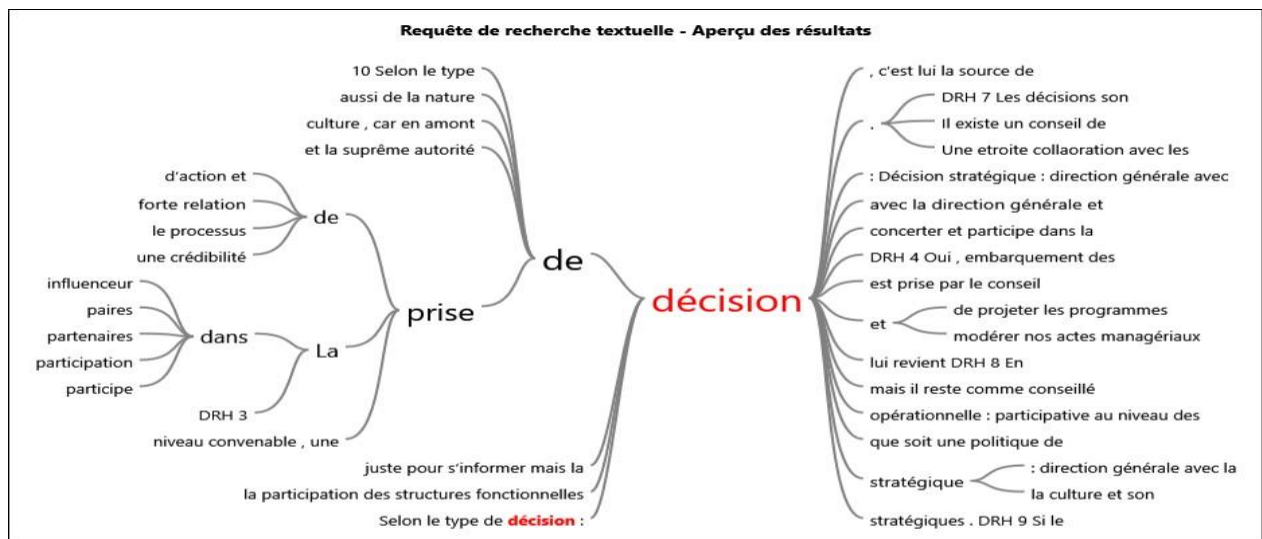 Requête de recherche textuelle - Aperçu des résultats
10 Selon le type
aussi de la nature
culture , car en amont
et la suprême autorité
d'action et
forte relation
le processus
une crédibilité
de
influenceur
paires
partenaires
participation
participe
dans
La
DRH 3
niveau convenable , une
prise
de
juste pour s'informer mais la
la participation des structures fonctionnelles
Selon le type de décision :
décision
, c'est lui la source de
.
DRH 7 Les décisions son
Il existe un conseil de
Une etroite collaoration avec les
: Décision stratégique : direction générale avec
avec la direction générale et
concerter et participe dans la
DRH 4 Oui , embarquement des
est prise par le conseil
et
de projeter les programmes
modérer nos actes managériaux
lui revient DRH 8 En
mais il reste comme conseillé
opérationnelle : participative au niveau des
que soit une politique de
stratégique
: direction générale avec la
la culture et son
stratégiques . DRH 9 Si le